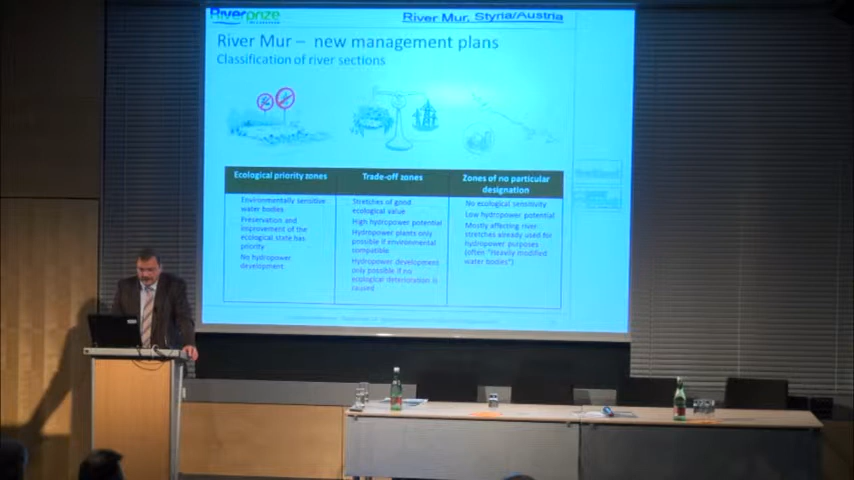 Riverprize
River Mur, Styria/Austria
River Mur – new management plans
Classification of river sections
Ecological priority zones
Environmentally sensitive
water bodies
Preservation and
improvement of the
ecological state has
priority
No hydropower
development
Trade-off zones
Stretches of good
ecological value
High hydropower potential
Hydropower plants only
possible if environmental
compatible
Hydropower development
only possible if no
ecological deterioration is
caused
Zones of no particular
designation
No ecological sensitivity
Low hydropower potential
Mostly affecting river
stretches already used for
hydropower purposes
(often "Heavily modified
water bodies")